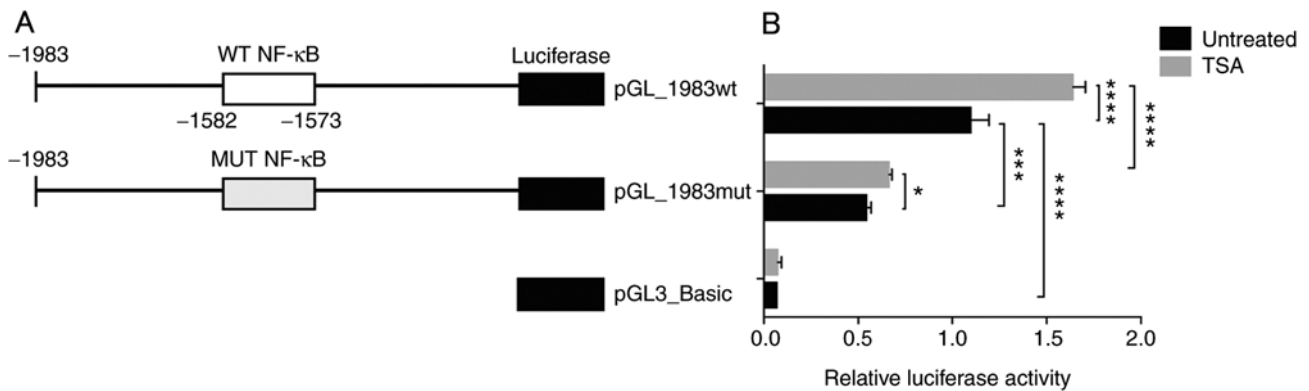 A
−1983
WT NF-κB
Luciferase
pGL_1983wt
−1582
−1573
−1983
MUT NF-κB
pGL_1983mut
pGL3_Basic
B
Untreated
TSA
****
****
***
****
*
0.0
0.5
1.0
1.5
2.0
Relative luciferase activity